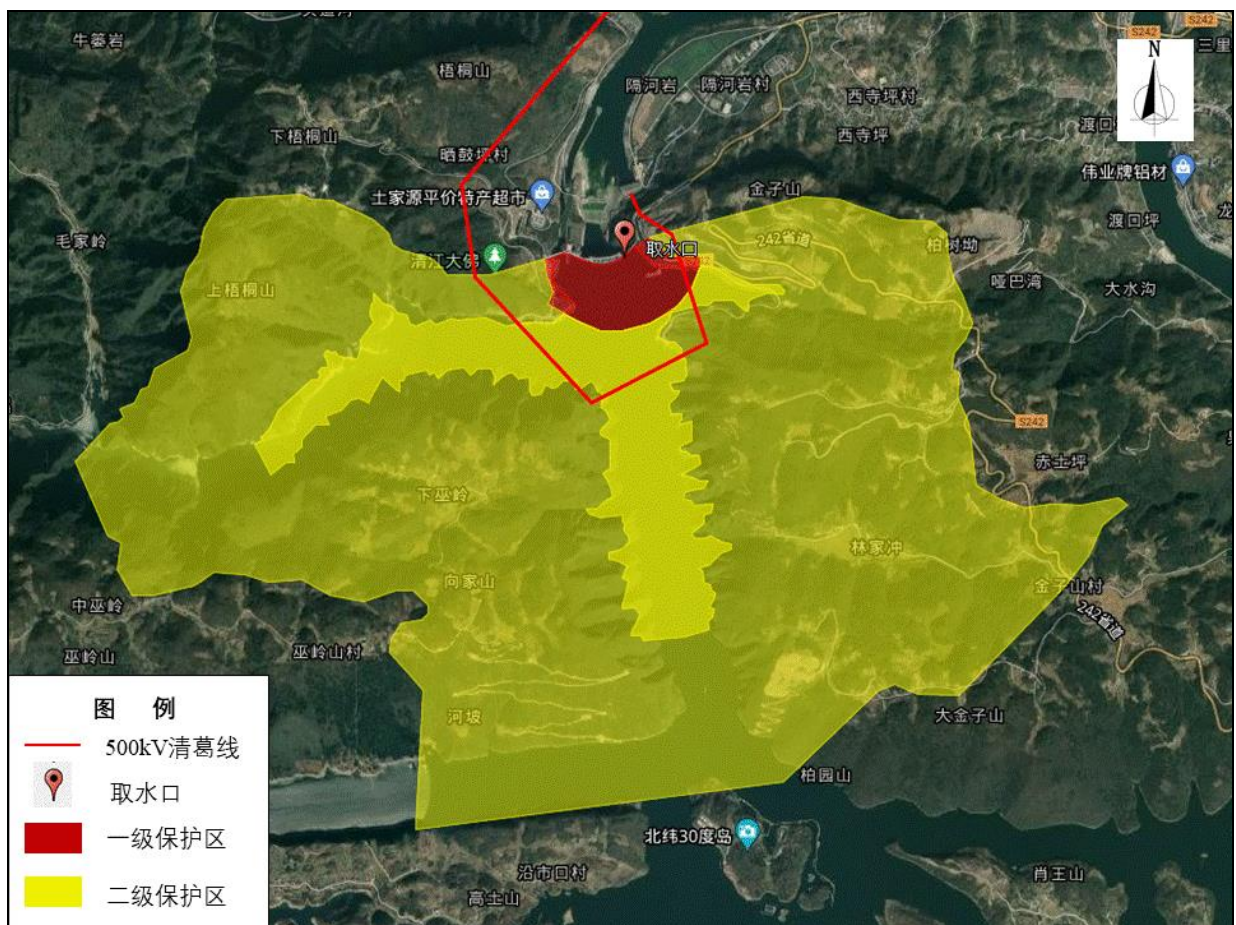 S242
S242
牛蒡岩
三里
梧桐山
隔河岩
隔河岩村
西寺坪村
N
下梧桐山
晒鼓坪村
西寺坪
伟业牌铝材
土家源平价特产超市
金子山
毛家岭
242省道
渡口坪
取水口
柏树坳
清江大佛
上梧桐山
哑巴湾
大水沟
S242
赤土坪
下巫岭
林家冲
向家山
金子山村
中巫岭
242省道
巫岭山
巫岭山村
河坡
大金子山
柏园山
北纬30度岛
沿市口村
肖王山
高土山
图 例
500kV清葛线
取水口
一级保护区
二级保护区